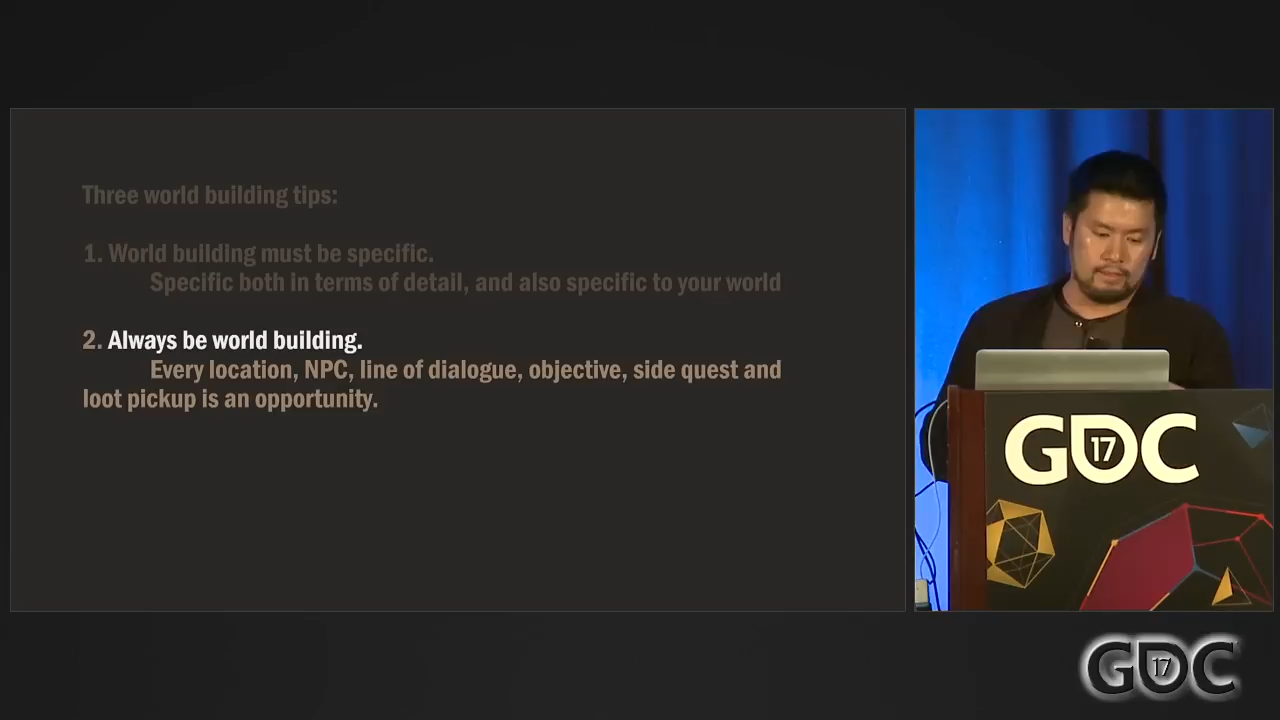 Three world building tips:
1. World building must be specific.
Specific both in terms of detail, and also specific to your world
2. Always be world building.
Every location, NPC, line of dialogue, objective, side quest and
loot pickup is an opportunity.
GDC
17
GDC
17